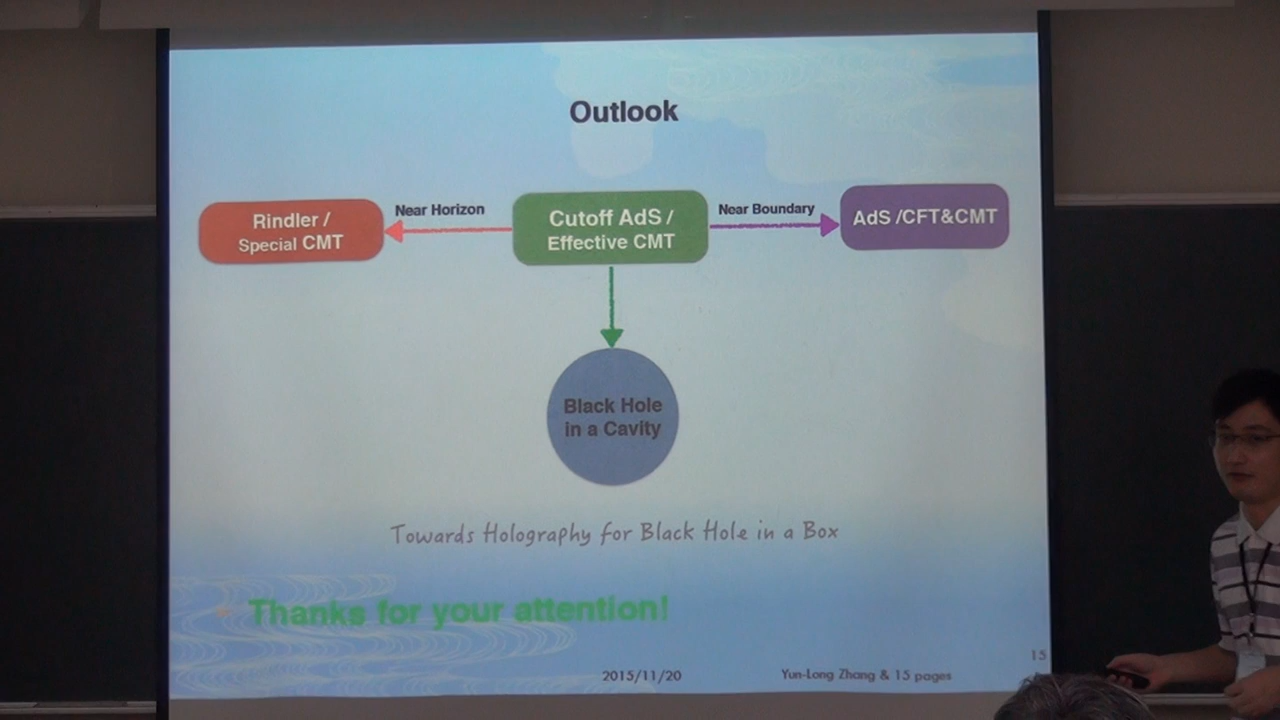 Outlook
Rindler /
Special CMT
Near Horizon
Cutoff AdS /
Effective CMT
Near Boundary
AdS /CFT&CMT
Black Hole
in a Cavity
Towards Holography for Black Hole in a Box
Thanks for your attention!
15
2015/11/20
Yun-Long Zhang & 15 pages